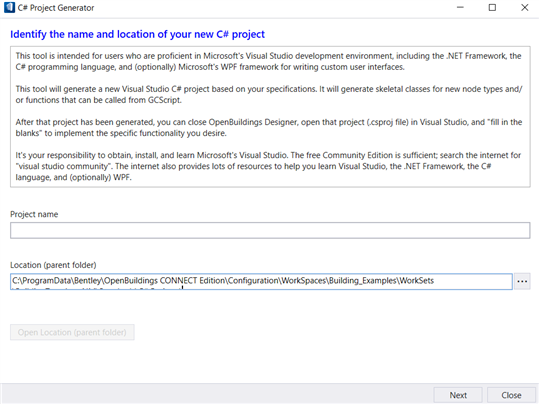 C# Project Generator
Identify the name and location of your new C# project
This tool is intended for users who are proficient in Microsoft's Visual Studio development environment, including the .NET Framework, the
C# programming language, and (optionally) Microsoft's WPF framework for writing custom user interfaces.
This tool will generate a new Visual Studio C# project based on your specifications. It will generate skeletal classes for new node types and/
or functions that can be called from GCScript.
After that project has been generated, you can close OpenBuildings Designer, open that project (.csproj file) in Visual Studio, and "fill in the
blanks" to implement the specific functionality you desire.
It's your responsibility to obtain, install, and learn Microsoft's Visual Studio. The free Community Edition is sufficient; search the internet for
"visual studio community". The internet also provides lots of resources to help you learn Visual Studio, the .NET Framework, the C#
language, and (optionally) WPF.
Project name
Location (parent folder)
C:\ProgramData\Bentley\OpenBuildings CONNECT Edition\Configuration\WorkSpaces\Building_Examples\WorkSets
...
Open Location (parent folder)
Next
Close